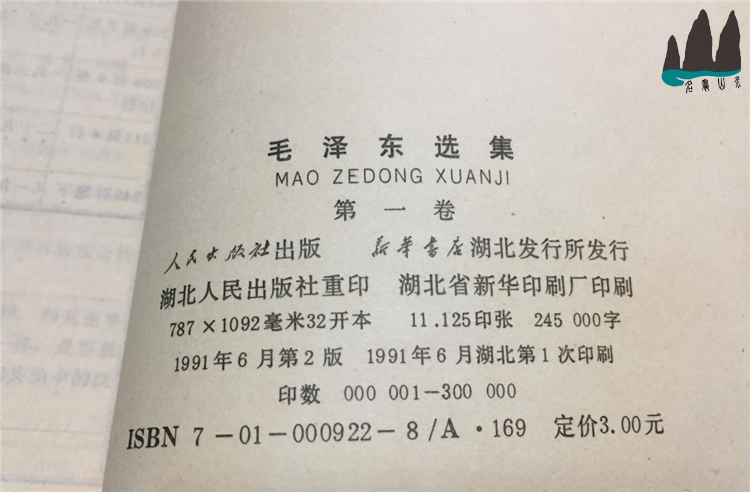 毛泽东选集
MAO ZEDONG XUANJI
第一卷
人民出版社出版 新华书店湖北发行所发行
湖北人民出版社重印 湖北省新华印刷厂印刷
787×1092毫米32开本 11.125印张 245 000字
1991年6月第2版 1991年6月湖北第1次印刷
印数 000 001—300 000
ISBN 7-01-000922-8/A·169 定价3.00元